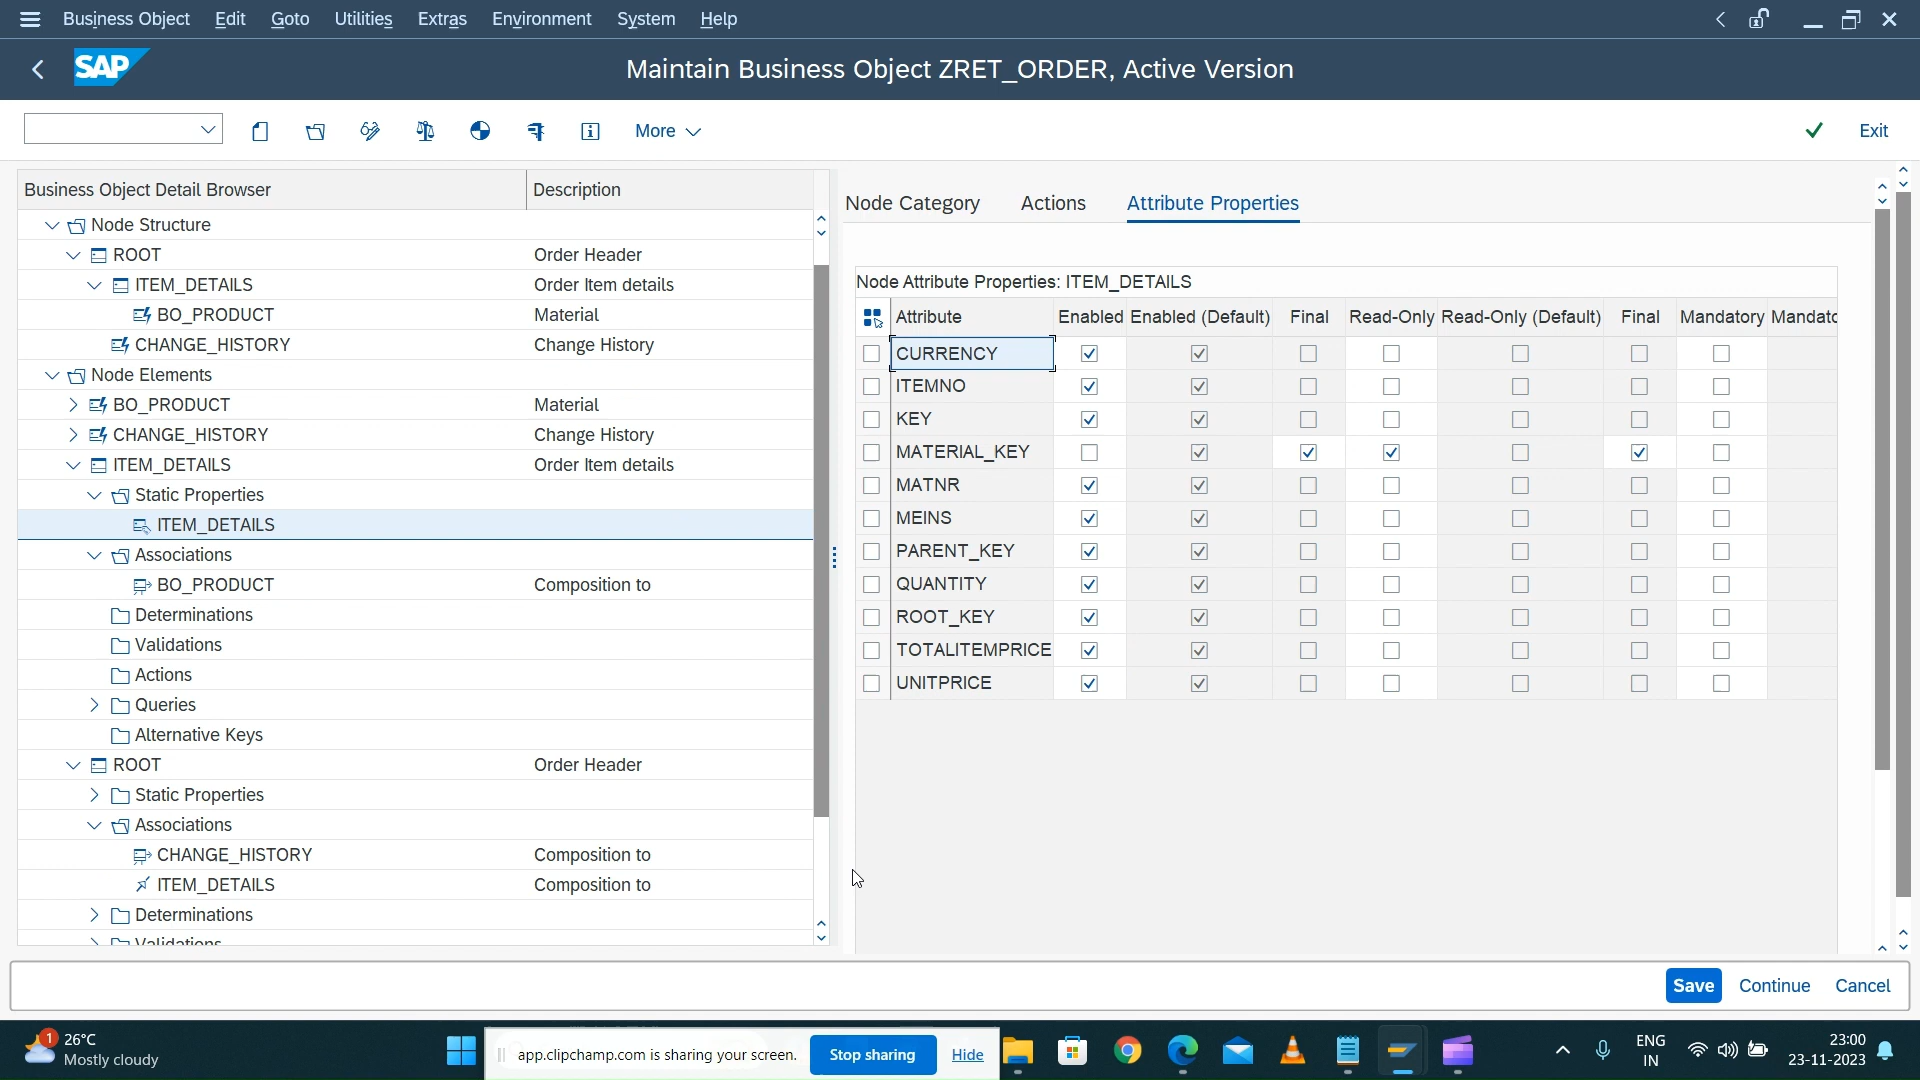 Business Object Edit Goto Utilities Extras Environment System Help
SAP Maintain Business Object ZRET_ORDER, Active Version
More Exit
Business Object Detail Browser Description
Node Structure
ROOT Order Header
ITEM_DETAILS Order Item details
BO_PRODUCT Material
CHANGE_HISTORY Change History
Node Elements
BO_PRODUCT Material
CHANGE_HISTORY Change History
ITEM_DETAILS Order Item details
Static Properties
ITEM_DETAILS
Associations
BO_PRODUCT Composition to
Determinations
Validations
Actions
Queries
Alternative Keys
ROOT Order Header
Static Properties
Associations
CHANGE_HISTORY Composition to
ITEM_DETAILS Composition to
Determinations
Validations
Node Category Actions Attribute Properties
Node Attribute Properties: ITEM_DETAILS
Attribute Enabled Enabled (Default) Final Read-Only Read-Only (Default) Final Mandatory Mandato
CURRENCY
ITEMNO
KEY
MATERIAL_KEY
MATNR
MEINS
PARENT_KEY
QUANTITY
ROOT_KEY
TOTALITEMPRICE
UNITPRICE
Save Continue Cancel
1 26°C
Mostly cloudy
app.clipchamp.com is sharing your screen. Stop sharing Hide
ENG
IN
23:00
23-11-2023